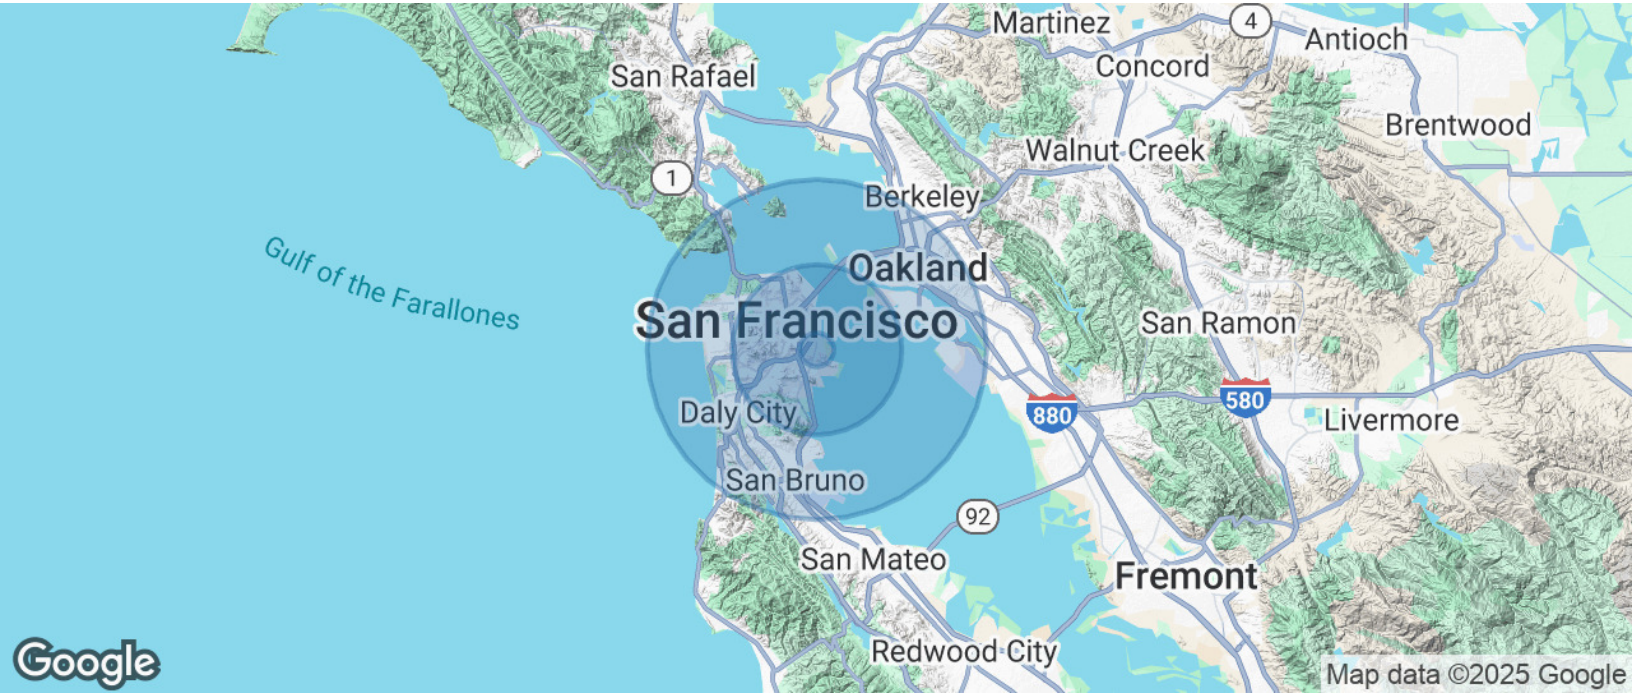 Martinez
4
Antioch
San Rafael
Concord
Brentwood
Walnut Creek
1
Berkeley
Gulf of the Farallones
Oakland
San Francisco
San Ramon
580
880
Daly City
Livermore
San Bruno
92
San Mateo
Fremont
Redwood City
Google
Map data ©2025 Google